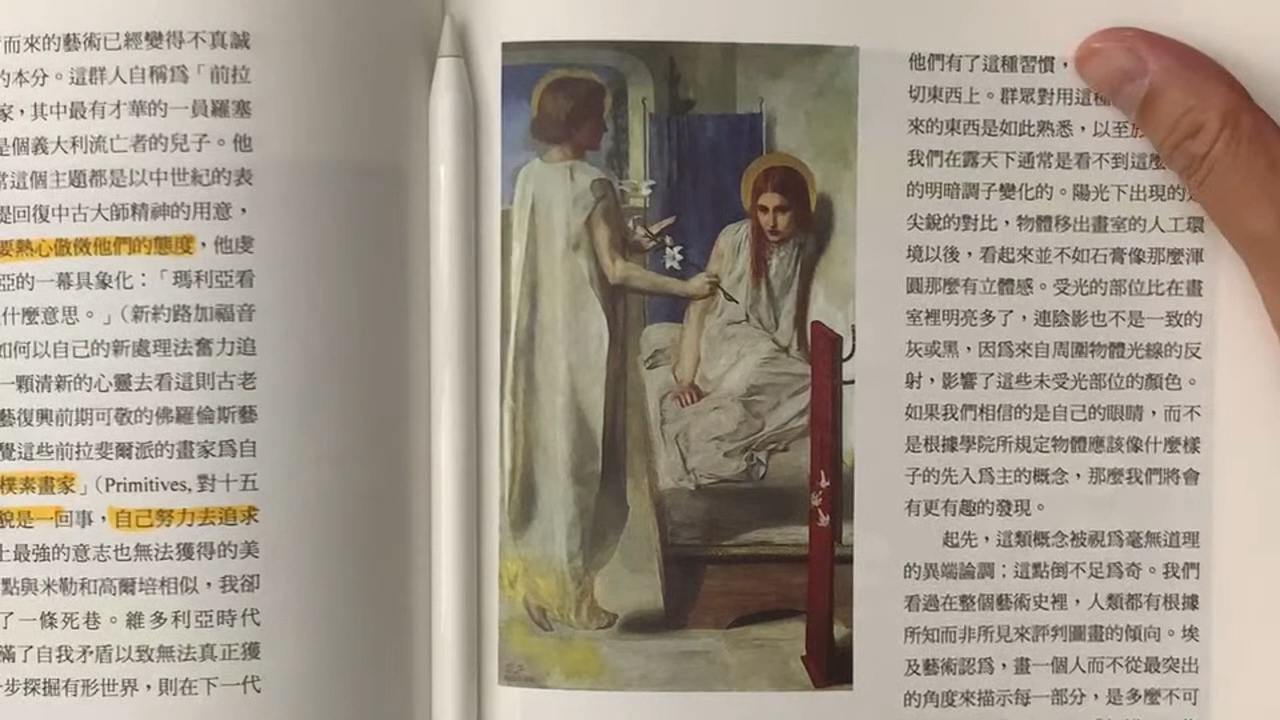 而來的藝術已經變得不真誠
的本分。這群人自稱爲「前拉
家，其中最有才華的一員羅塞
是個義大利流亡者的兒子。他
常這個主題都是以中世紀的表
是回復中古大師精神的用意，
要熱心倣傚他們的態度，他虔
亞的一幕具象化：「瑪利亞看
什麼意思。」（新約路加福音
如何以自己的新處理法奮力追
一顆清新的心靈去看這則古老
藝復興前期可敬的佛羅倫斯藝
覺這些前拉斐爾派的畫家爲自
樸素畫家」（Primitives, 對十五
貌是一回事，自己努力去追求
上最強的意志也無法獲得的美
點與米勒和高爾培相似，我卻
了一條死巷。維多利亞時代
滿了自我矛盾以致無法真正獲
步探掘有形世界，則在下一代
他們有了這種習慣，
切東西上。群眾對用這種
來的東西是如此熟悉，以至於
我們在露天下通常是看不到這麼
的明暗調子變化的。陽光下出現的是
尖銳的對比，物體移出畫室的人工環
境以後，看起來並不如石膏像那麼渾
圓那麼有立體感。受光的部位比在畫
室裡明亮多了，連陰影也不是一致的
灰或黑，因爲來自周圍物體光線的反
射，影響了這些未受光部位的顏色。
如果我們相信的是自己的眼睛，而不
是根據學院所規定物體應該像什麼樣
子的先入爲主的概念，那麼我們將會
有更有趣的發現。
起先，這類概念被視爲毫無道理
的異端論調；這點倒不足爲奇。我們
看過在整個藝術史裡，人類都有根據
所知而非所見來評判圖畫的傾向。埃
及藝術認爲，畫一個人而不從最突出
的角度來描示每一部分，是多麼不可